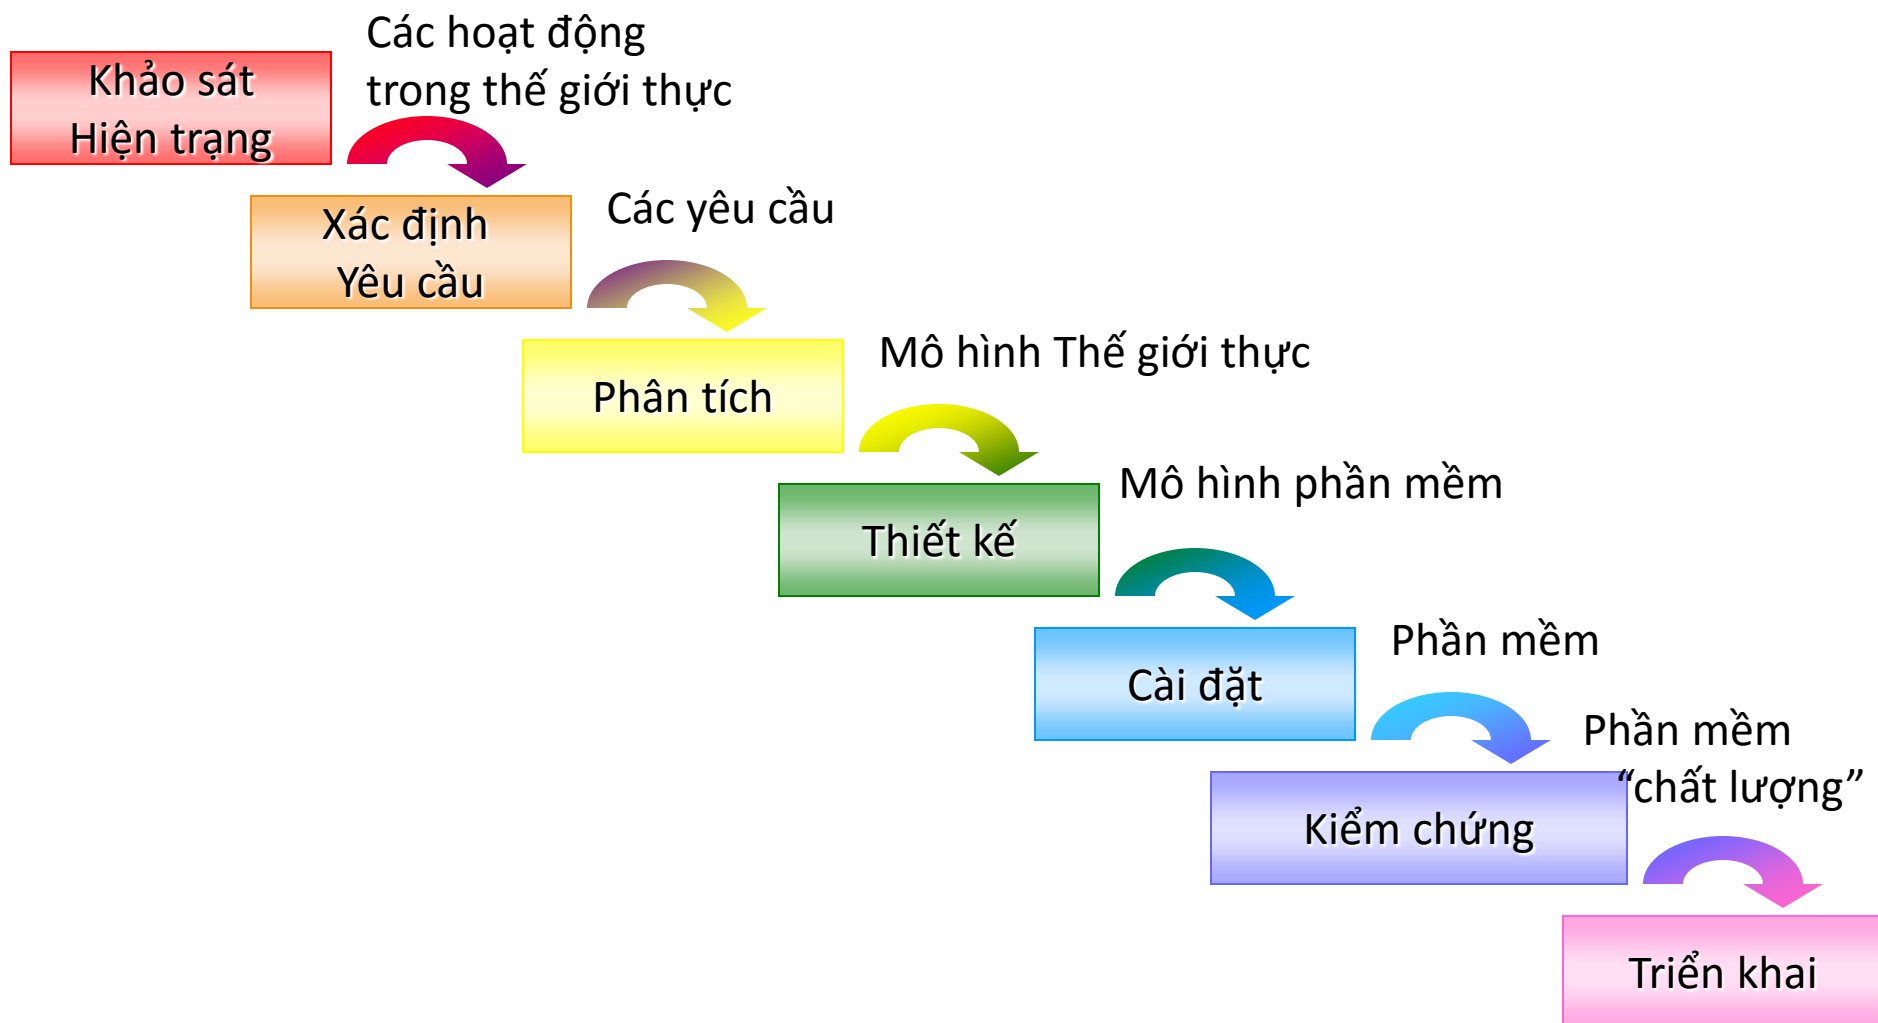 Khảo sát
Hiện trạng
Các hoạt động
trong thế giới thực
Xác định
Yêu cầu
Các yêu cầu
Phân tích
Mô hình Thế giới thực
Thiết kế
Mô hình phần mềm
Cài đặt
Phần mềm
Kiểm chứng
Phần mềm
“chất lượng”
Triển khai